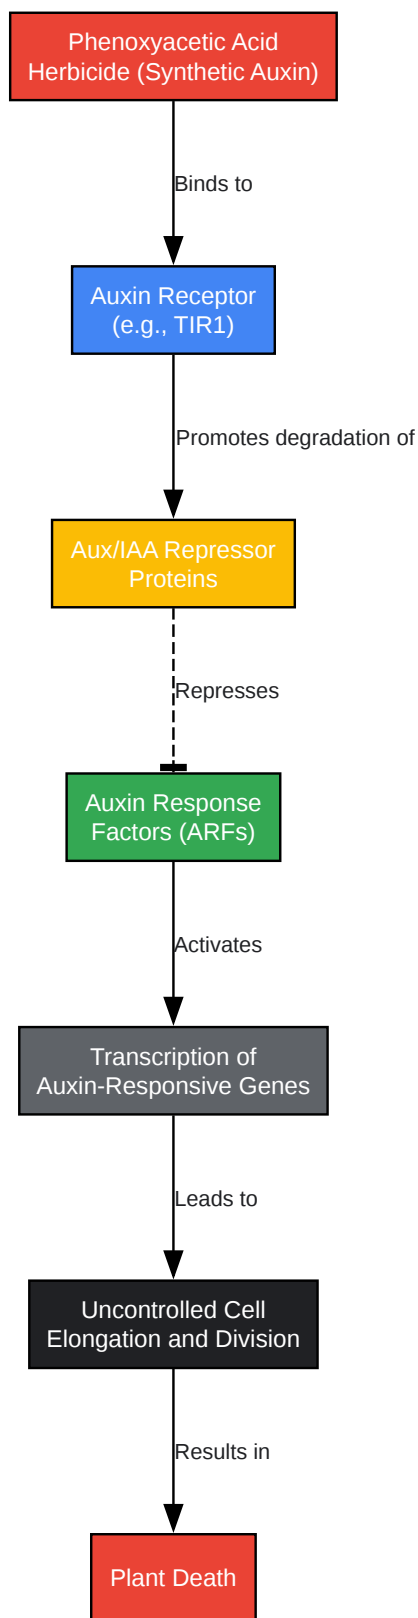 Phenoxyacetic Acid
Herbicide (Synthetic Auxin)
Binds to
Auxin Receptor
(e.g., TIR1)
Promotes degradation of
Aux/IAA Repressor
Proteins
Represses
Auxin Response
Factors (ARFs)
Activates
Transcription of
Auxin-Responsive Genes
Leads to
Uncontrolled Cell
Elongation and Division
Results in
Plant Death